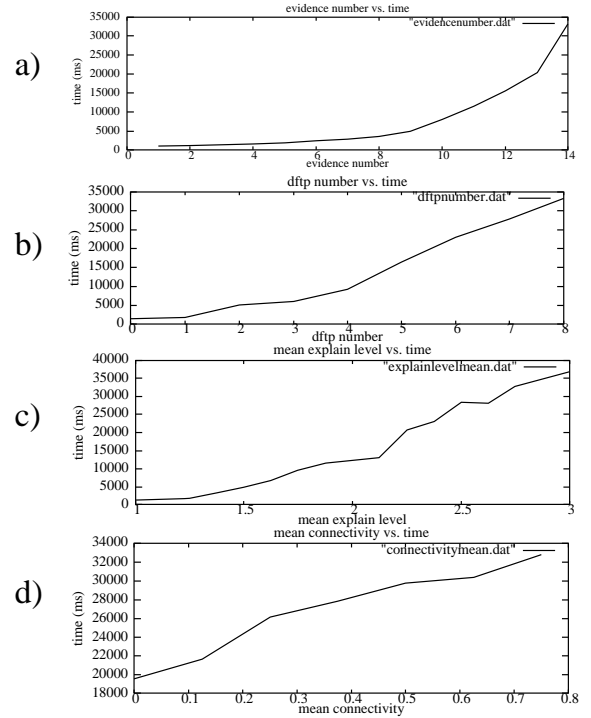 a)
evidence number vs. time
"evidencenumber.dat"
time (ms)
35000
30000
25000
20000
15000
10000
5000
0
0 2 4 6 8 10 12 14
evidence number
b)
dftp number vs. time
"dftpnumber.dat"
time (ms)
35000
30000
25000
20000
15000
10000
5000
0
0 1 2 3 4 5 6 7 8
dftp number
c)
mean explain level vs. time
"explainlevelmean.dat"
time (ms)
40000
35000
30000
25000
20000
15000
10000
5000
0
1 1.5 2 2.5 3
mean explain level
d)
mean connectivity vs. time
"connectivitymean.dat"
time (ms)
34000
32000
30000
28000
26000
24000
22000
20000
18000
0 0.1 0.2 0.3 0.4 0.5 0.6 0.7 0.8
mean connectivity